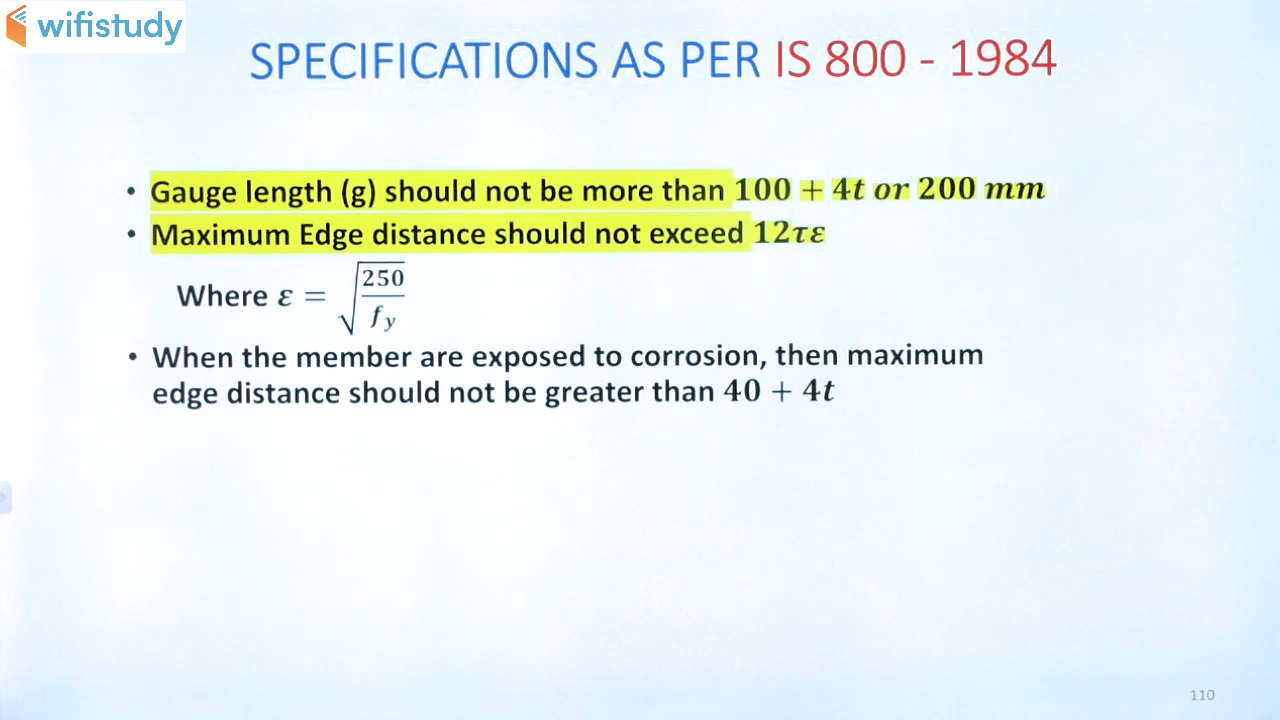 wifistudy
SPECIFICATIONS AS PER IS 800 - 1984
• Gauge length (g) should not be more than 100 + 4t or 200 mm
• Maximum Edge distance should not exceed 12τε
Where ε = √(250/f_y)
• When the member are exposed to corrosion, then maximum
edge distance should not be greater than 40 + 4t
110